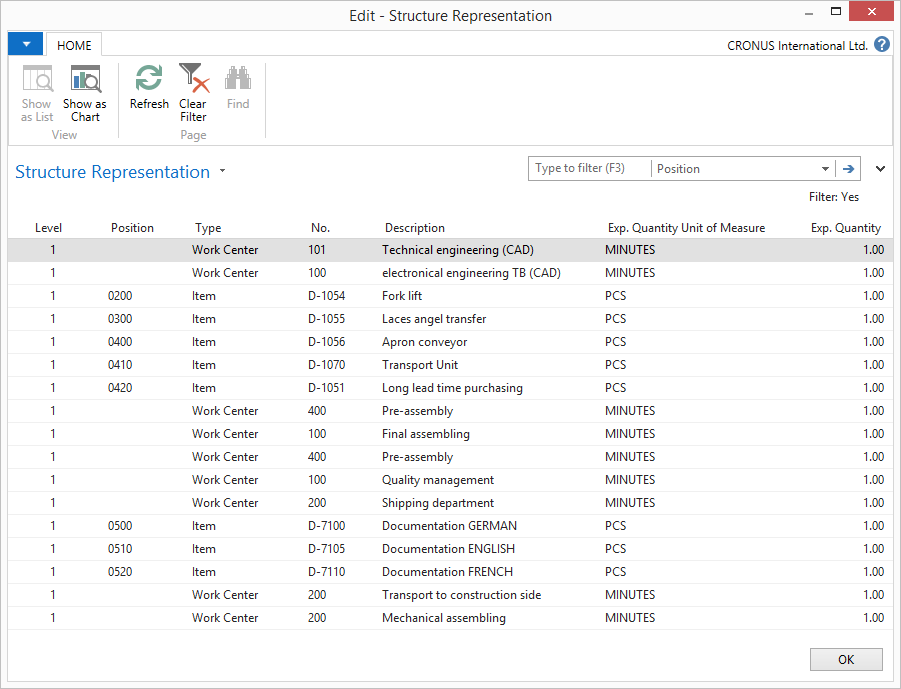 Edit - Structure Representation
HOME
CRONUS International Ltd.
?
Show as List
Show as Chart
Refresh
Clear Filter
Find
View
Page
Structure Representation
Type to filter (F3) Position
Filter: Yes
Level Position Type No. Description Exp. Quantity Unit of Measure Exp. Quantity
1 Work Center 101 Technical engineering (CAD) MINUTES 1.00
1 Work Center 100 electronical engineering TB (CAD) MINUTES 1.00
1 0200 Item D-1054 Fork lift PCS 1.00
1 0300 Item D-1055 Laces angel transfer PCS 1.00
1 0400 Item D-1056 Apron conveyor PCS 1.00
1 0410 Item D-1070 Transport Unit PCS 1.00
1 0420 Item D-1051 Long lead time purchasing PCS 1.00
1 Work Center 400 Pre-assembly MINUTES 1.00
1 Work Center 100 Final assembling MINUTES 1.00
1 Work Center 400 Pre-assembly MINUTES 1.00
1 Work Center 100 Quality management MINUTES 1.00
1 Work Center 200 Shipping department MINUTES 1.00
1 0500 Item D-7100 Documentation GERMAN PCS 1.00
1 0510 Item D-7105 Documentation ENGLISH PCS 1.00
1 0520 Item D-7110 Documentation FRENCH PCS 1.00
1 Work Center 200 Transport to construction side MINUTES 1.00
1 Work Center 200 Mechanical assembling MINUTES 1.00
OK